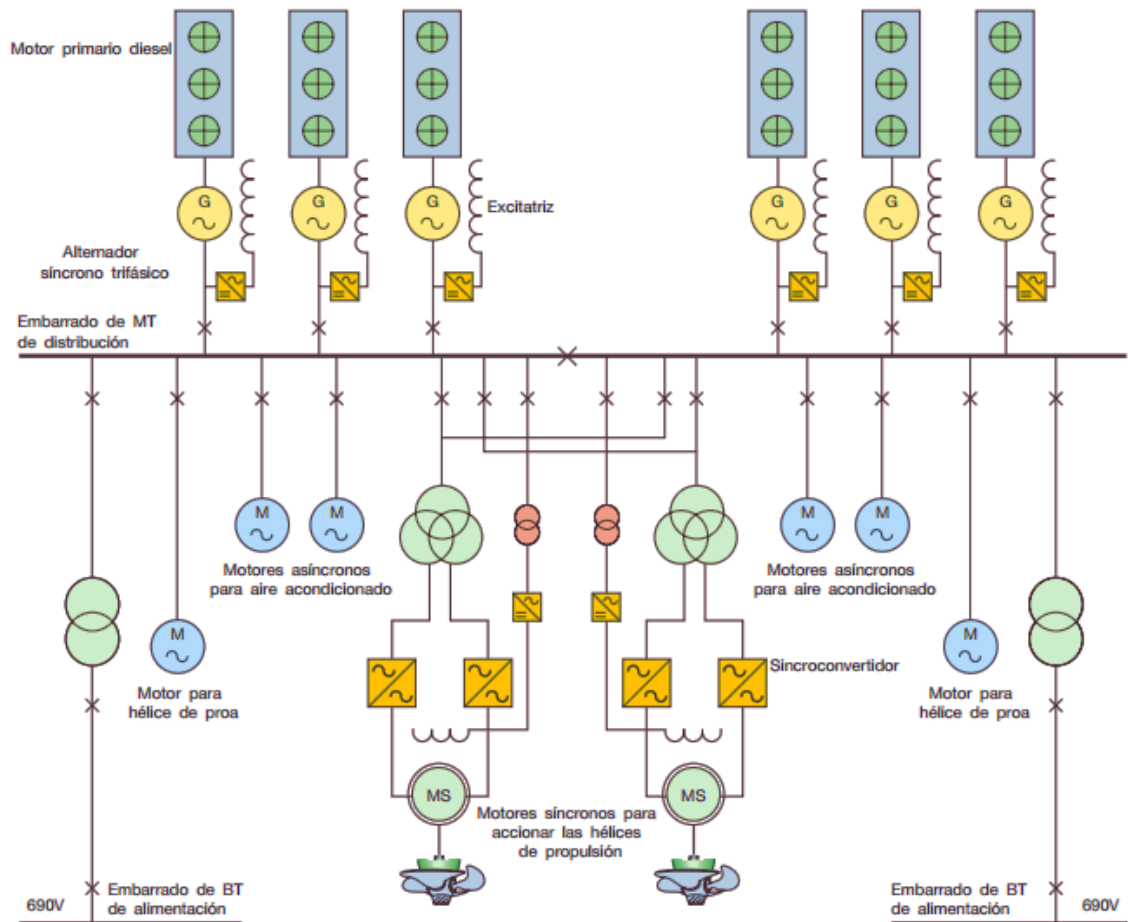 Motor primario diesel
G
G
G
G
G
G
Excitatriz
Alternador
síncrono trifásico
Embarrado de MT
de distribución
M
M
M
M
Motores asíncronos
para aire acondicionado
Motores asíncronos
para aire acondicionado
M
M
Sincroconvertidor
Motor para
hélice de proa
Motor para
hélice de proa
MS
MS
Motores síncronos para
accionar las hélices
de propulsión
690V
Embarrado de BT
de alimentación
Embarrado de BT
de alimentación
690V